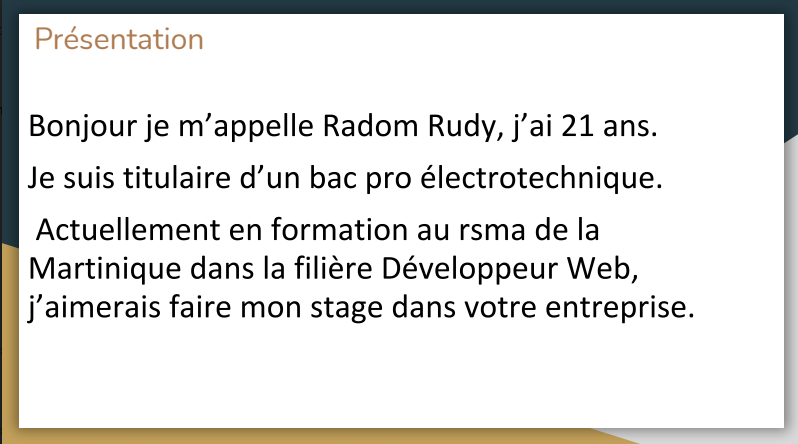 Présentation
Bonjour je m’appelle Radom Rudy, j’ai 21 ans.
Je suis titulaire d’un bac pro électrotechnique.
Actuellement en formation au rsma de la
Martinique dans la filière Développeur Web,
j’aimerais faire mon stage dans votre entreprise.